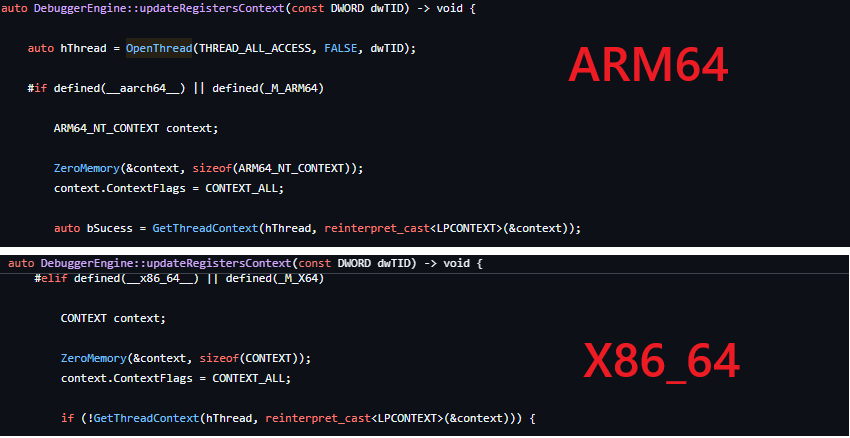 auto DebuggerEngine::updateRegistersContext(const DWORD dwTID) -> void {
auto hThread = OpenThread(THREAD_ALL_ACCESS, FALSE, dwTID);
ARM64
#if defined(__aarch64__) || defined(_M_ARM64)
ARM64_NT_CONTEXT context;
ZeroMemory(&context, sizeof(ARM64_NT_CONTEXT));
context.ContextFlags = CONTEXT_ALL;
auto bSucess = GetThreadContext(hThread, reinterpret_cast<LPCONTEXT>(&context));
auto DebuggerEngine::updateRegistersContext(const DWORD dwTID) -> void {
#elif defined(__x86_64__) || defined(_M_X64)
CONTEXT context;
X86_64
ZeroMemory(&context, sizeof(CONTEXT));
context.ContextFlags = CONTEXT_ALL;
if (!GetThreadContext(hThread, reinterpret_cast<LPCONTEXT>(&context))) {